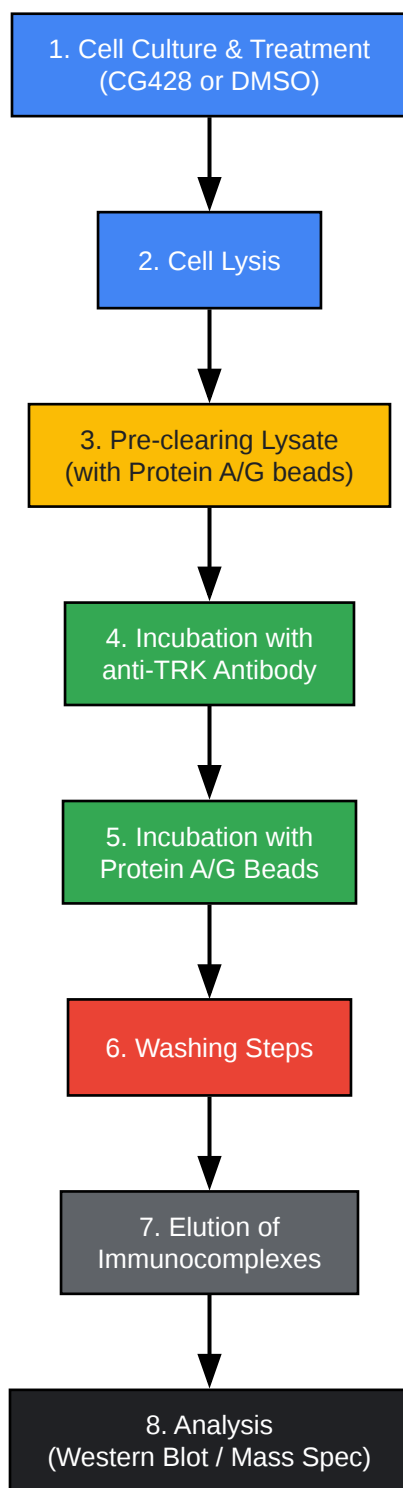 1. Cell Culture & Treatment
(CG428 or DMSO)
2. Cell Lysis
3. Pre-clearing Lysate
(with Protein A/G beads)
4. Incubation with
anti-TRK Antibody
5. Incubation with
Protein A/G Beads
6. Washing Steps
7. Elution of
Immunocomplexes
8. Analysis
(Western Blot / Mass Spec)